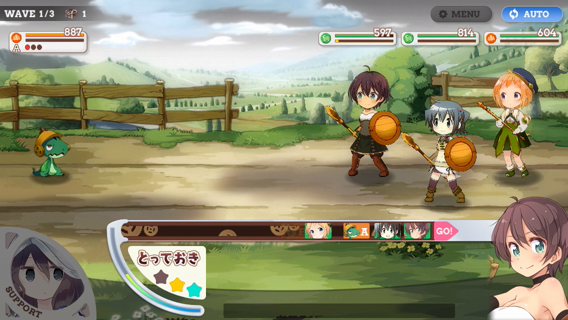 WAVE 1/3
1
MENU
AUTO
887
A
597
814
604
A
GO!
とっておき
SUPPORT